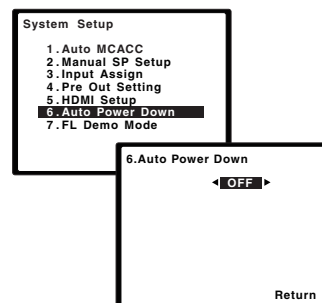 System Setup
1.Auto MCACC
2.Manual SP Setup
3.Input Assign
4.Pre Out Setting
5.HDMI Setup
6.Auto Power Down
7.FL Demo Mode
6.Auto Power Down
◀ OFF ▶
Return